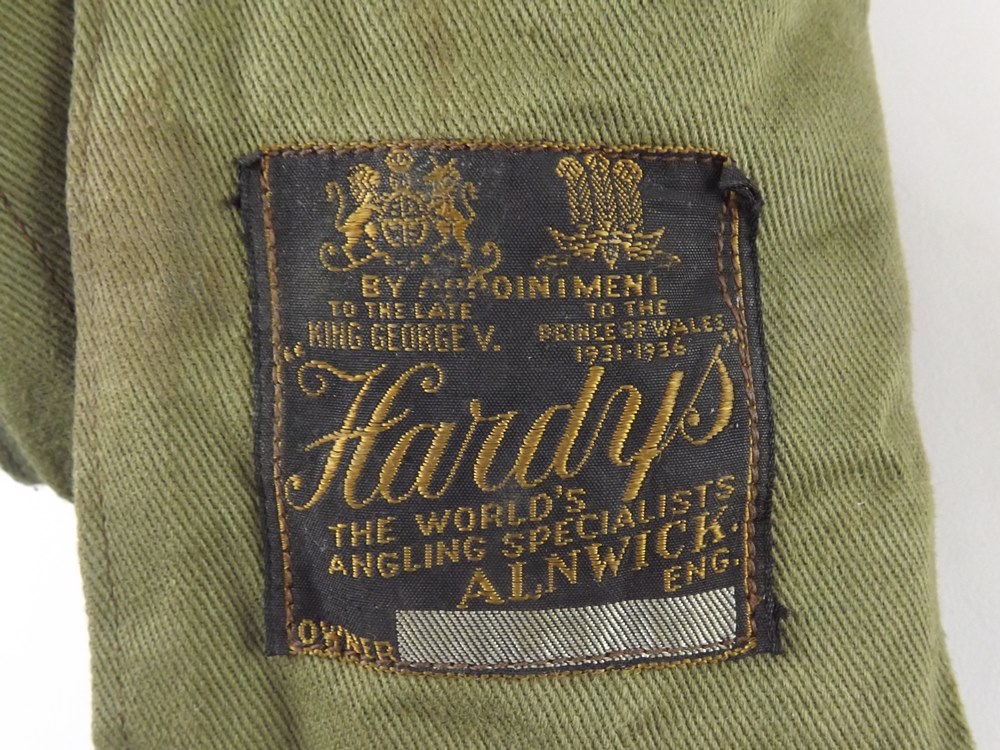 BY APPOINTMENT
TO THE LATE
KING GEORGE V.
TO THE
PRINCE OF WALES
1931-1936
"Hardy's"
THE WORLD'S
ANGLING SPECIALISTS
ALNWICK.
ENG.
OWNER